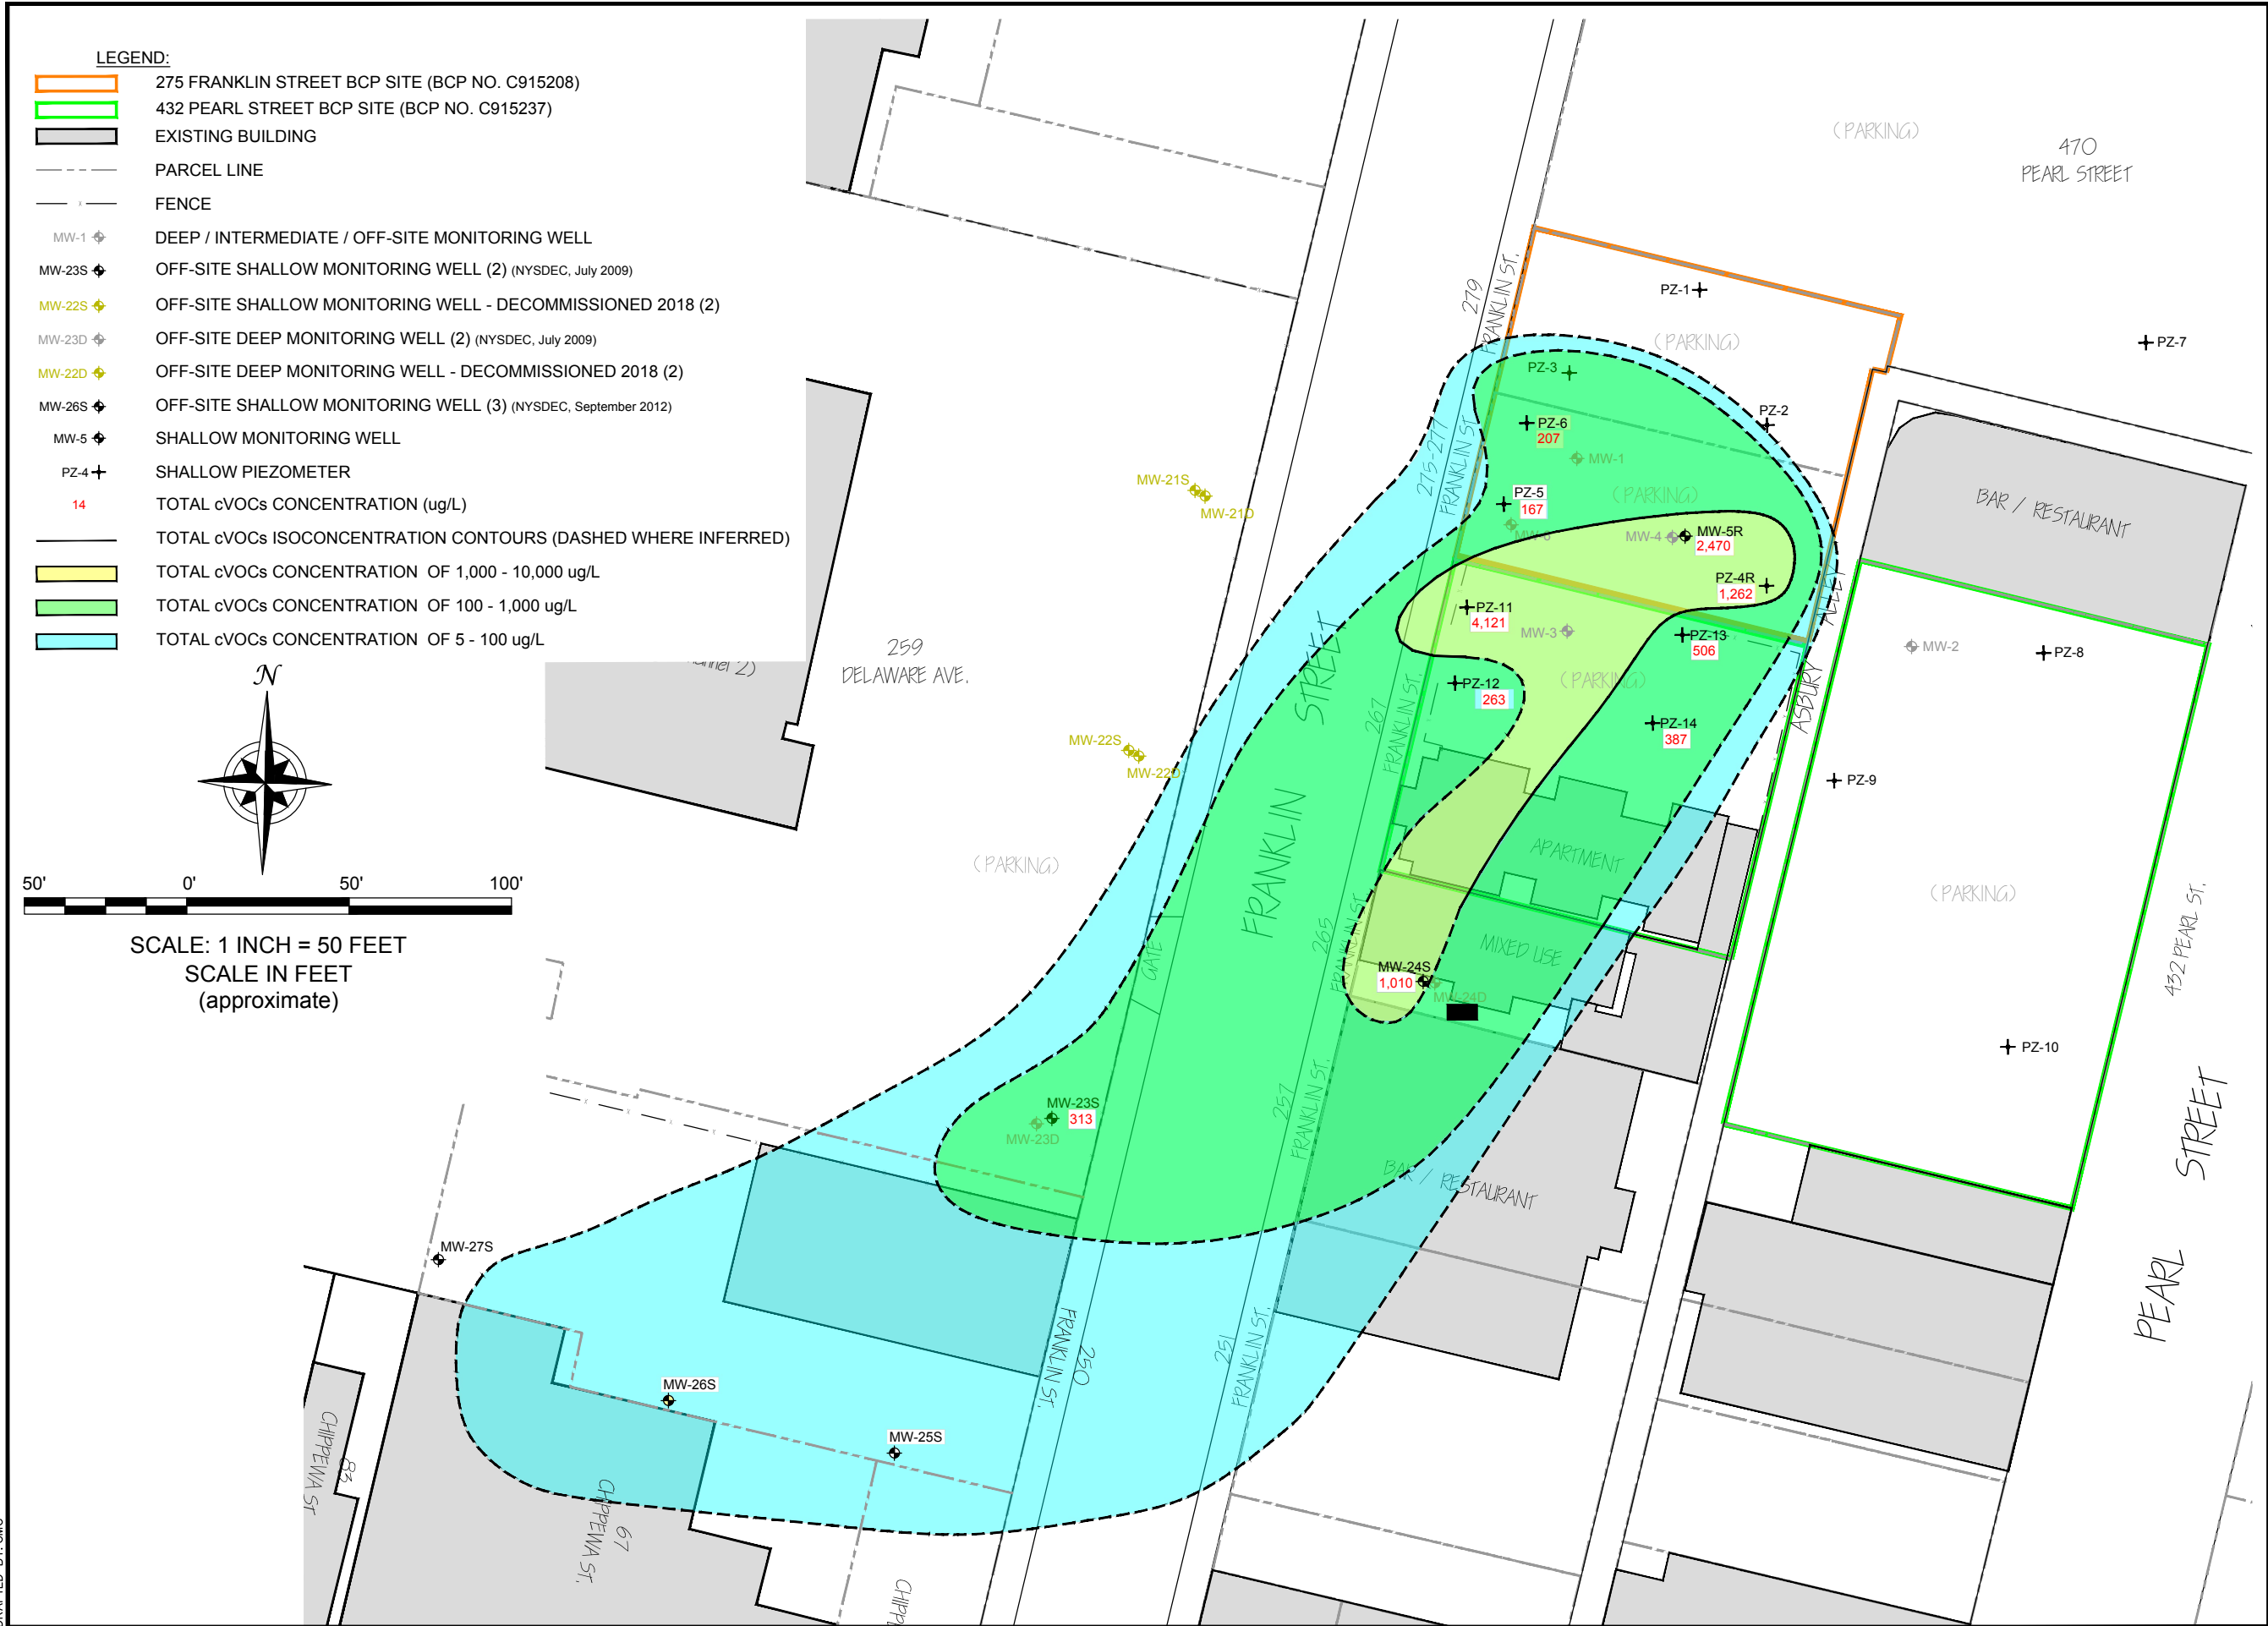 LEGEND:
275 FRANKLIN STREET BCP SITE (BCP NO. C915208)
432 PEARL STREET BCP SITE (BCP NO. C915237)
EXISTING BUILDING
PARCEL LINE
FENCE
MW-1 DEEP / INTERMEDIATE / OFF-SITE MONITORING WELL
MW-23S OFF-SITE SHALLOW MONITORING WELL (2) (NYSDEC, July 2009)
MW-22S OFF-SITE SHALLOW MONITORING WELL - DECOMMISSIONED 2018 (2)
MW-23D OFF-SITE DEEP MONITORING WELL (2) (NYSDEC, July 2009)
MW-22D OFF-SITE DEEP MONITORING WELL - DECOMMISSIONED 2018 (2)
MW-26S OFF-SITE SHALLOW MONITORING WELL (3) (NYSDEC, September 2012)
MW-5 SHALLOW MONITORING WELL
PZ-4 SHALLOW PIEZOMETER
14 TOTAL cVOCs CONCENTRATION (ug/L)
TOTAL cVOCs ISOCONCENTRATION CONTOURS (DASHED WHERE INFERRED)
TOTAL cVOCs CONCENTRATION OF 1,000 - 10,000 ug/L
TOTAL cVOCs CONCENTRATION OF 100 - 1,000 ug/L
TOTAL cVOCs CONCENTRATION OF 5 - 100 ug/L
N
50' 0' 50' 100'
SCALE: 1 INCH = 50 FEET
SCALE IN FEET
(approximate)
(PARKING)
470
PEARL STREET
279
FRANKLIN ST.
PZ-1
(PARKING)
PZ-7
PZ-3
PZ-2
PZ-6
207
MW-1
275-277
FRANKLIN ST.
(PARKING)
PZ-5
167
MW-21S
MW-21D
MW-4
MW-5R
2,470
BAR / RESTAURANT
PZ-4R
1,262
PZ-11
4,121
MW-3
PZ-13
506
MW-2
PZ-8
259
DELAWARE AVE.
(PARKING)
PZ-12
263
267
FRANKLIN ST.
PZ-14
387
ASBURY
ALLEY
MW-22S
MW-22D
PZ-9
FRANKLIN
STREET
(PARKING)
APARTMENT
(PARKING)
GATE
265
FRANKLIN ST.
MIXED USE
432 PEARL ST.
MW-24S
1,010
MW-24D
PZ-10
MW-23S
313
MW-23D
257
FRANKLIN ST.
BAR / RESTAURANT
PEARL
STREET
MW-27S
250
FRANKLIN ST.
251
FRANKLIN ST.
MW-26S
MW-25S
83
CHIPPEWA ST
67
CHIPPEWA ST.